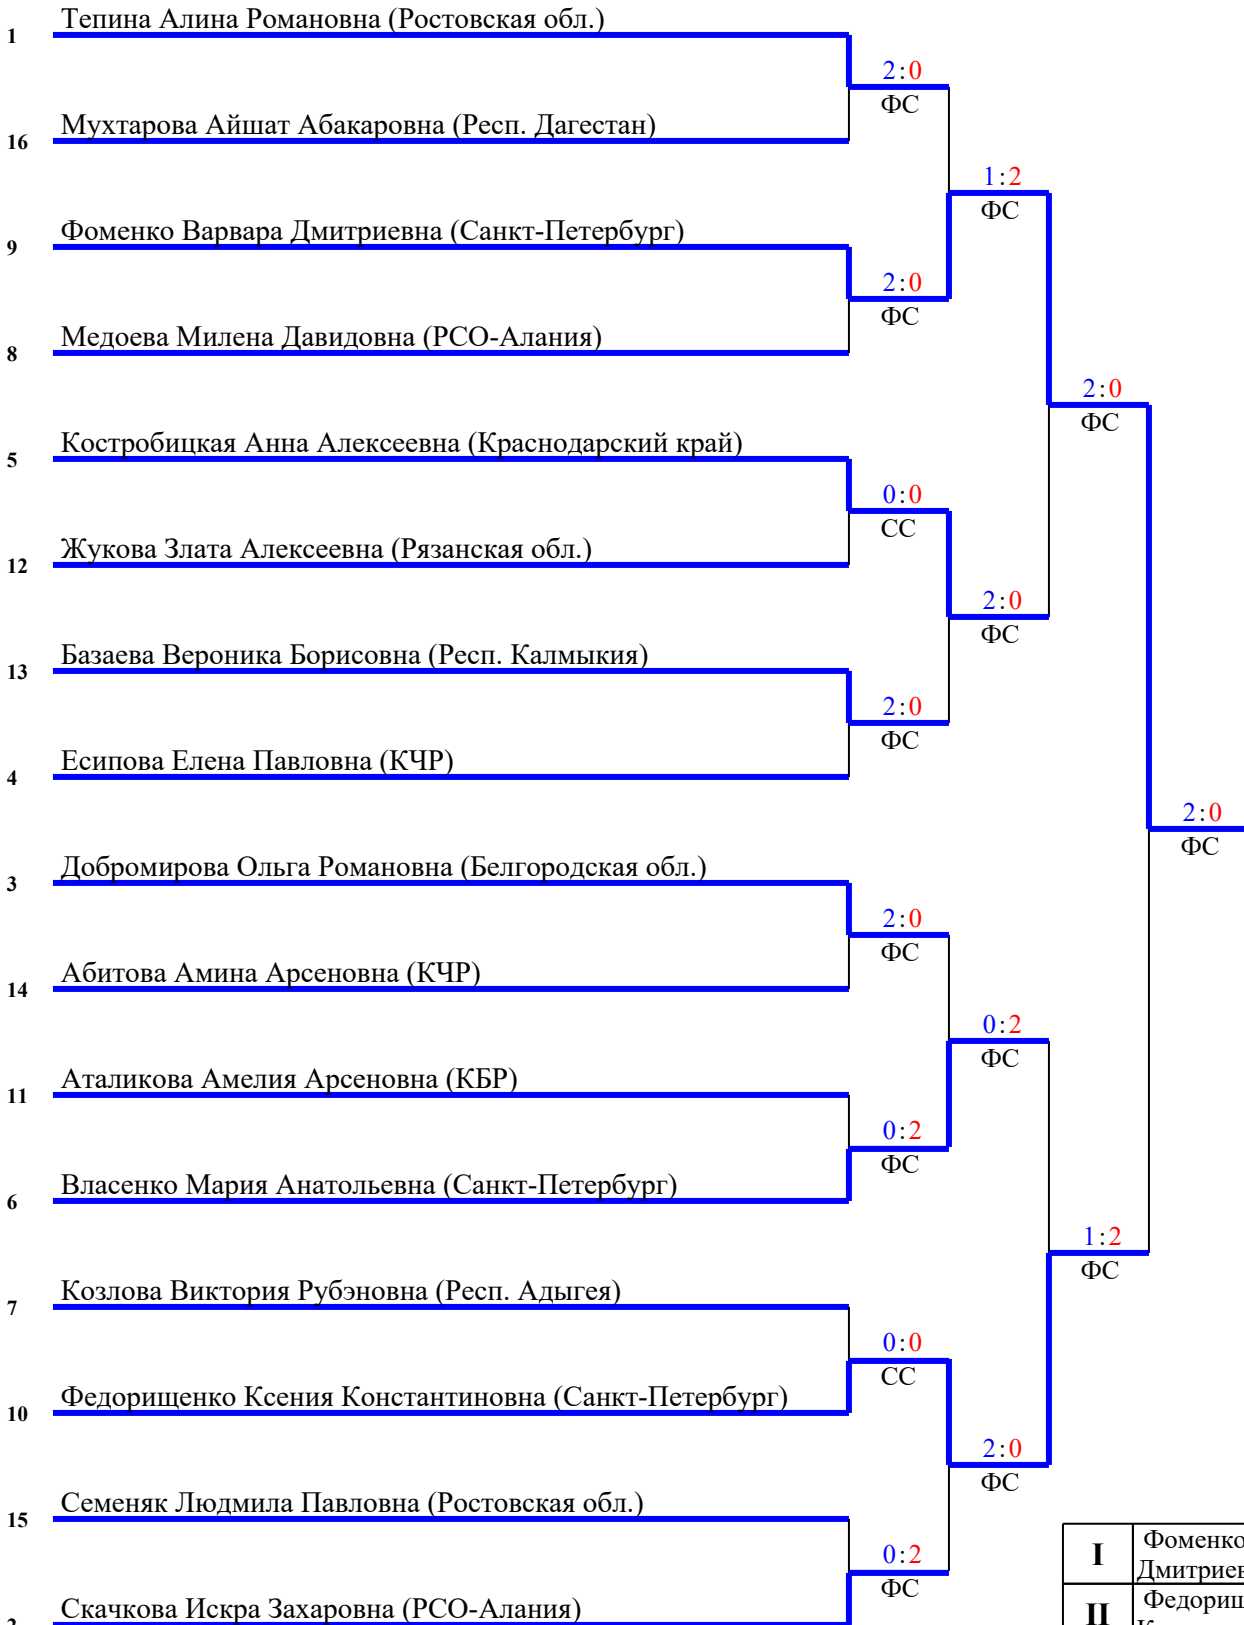 Тепина Алина Романовна (Ростовская обл.)
1
2:0
ФС
Мухтарова Айшат Абакаровна (Респ. Дагестан)
16
1:2
ФС
Фоменко Варвара Дмитриевна (Санкт-Петербург)
9
2:0
ФС
Медоева Милена Давидовна (РСО-Алания)
8
2:0
ФС
Костробицкая Анна Алексеевна (Краснодарский край)
5
0:0
СС
Жукова Злата Алексеевна (Рязанская обл.)
12
2:0
ФС
Базаева Вероника Борисовна (Респ. Калмыкия)
13
2:0
ФС
Есипова Елена Павловна (КЧР)
4
2:0
ФС
Добромирова Ольга Романовна (Белгородская обл.)
3
2:0
ФС
Абитова Амина Арсеновна (КЧР)
14
0:2
ФС
Аталикова Амелия Арсеновна (КБР)
11
0:2
ФС
Власенко Мария Анатольевна (Санкт-Петербург)
6
1:2
ФС
Козлова Виктория Рубэновна (Респ. Адыгея)
7
0:0
СС
Федорищенко Ксения Константиновна (Санкт-Петербург)
10
2:0
ФС
Семеняк Людмила Павловна (Ростовская обл.)
15
0:2
ФС
Скачкова Искра Захаровна (РСО-Алания)
I
Фоменко
Дмитриев
II
Федорищ